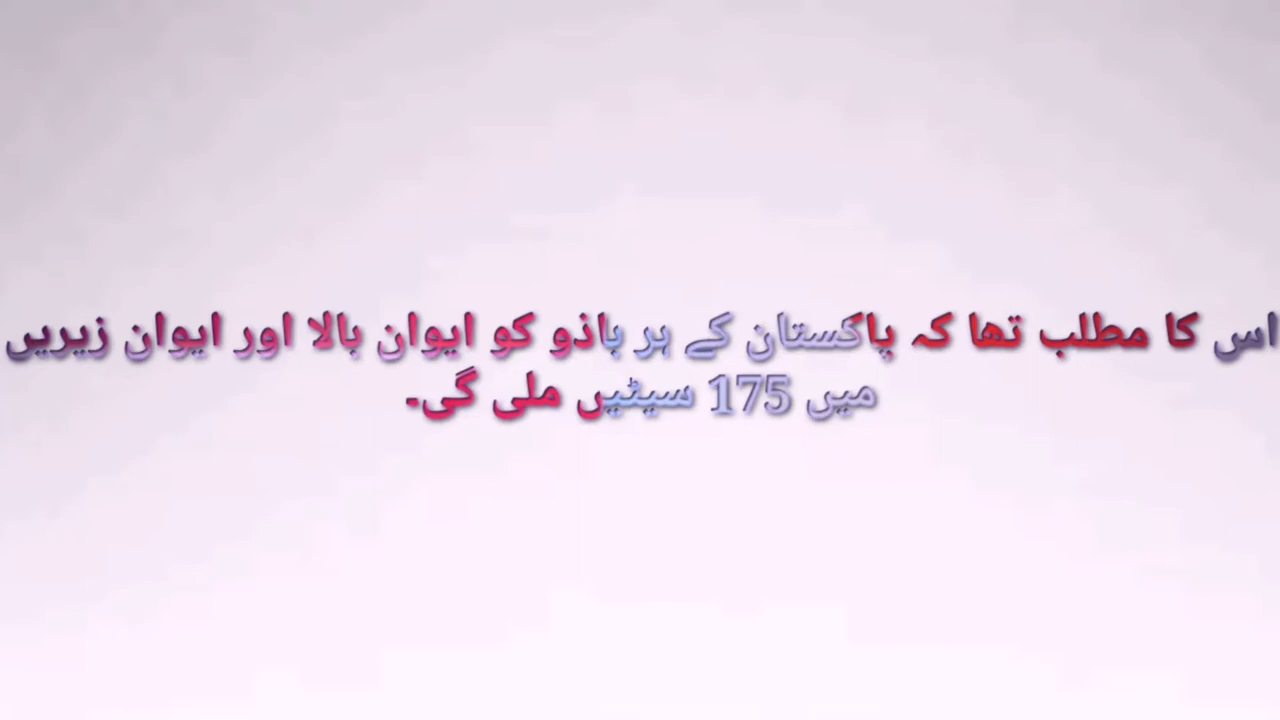 اس کا مطلب تھا کہ پاکستان کے ہر باذو کو ایوان بالا اور ایوان زیریں
میں 175 سیٹیں ملی گی۔